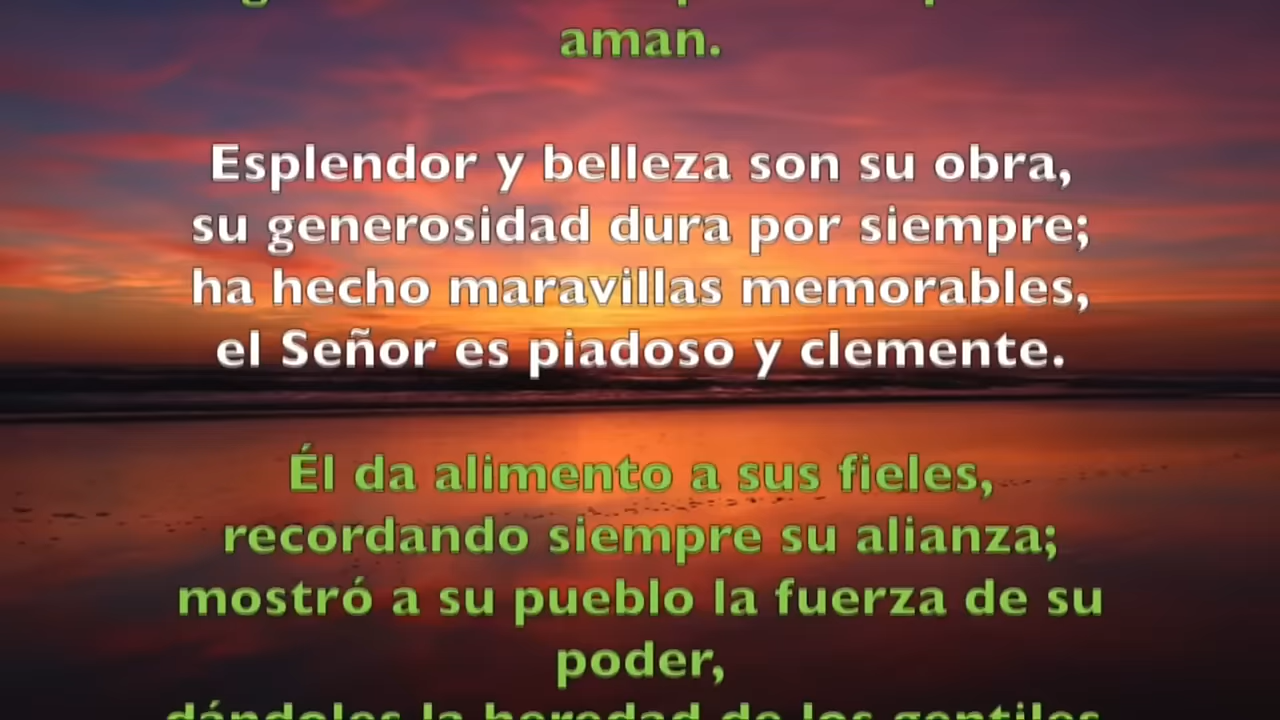 aman.
Esplendor y belleza son su obra,
su generosidad dura por siempre;
ha hecho maravillas memorables,
el Señor es piadoso y clemente.
Él da alimento a sus fieles,
recordando siempre su alianza;
mostró a su pueblo la fuerza de su
poder,
dándoles la heredad de los gentiles.